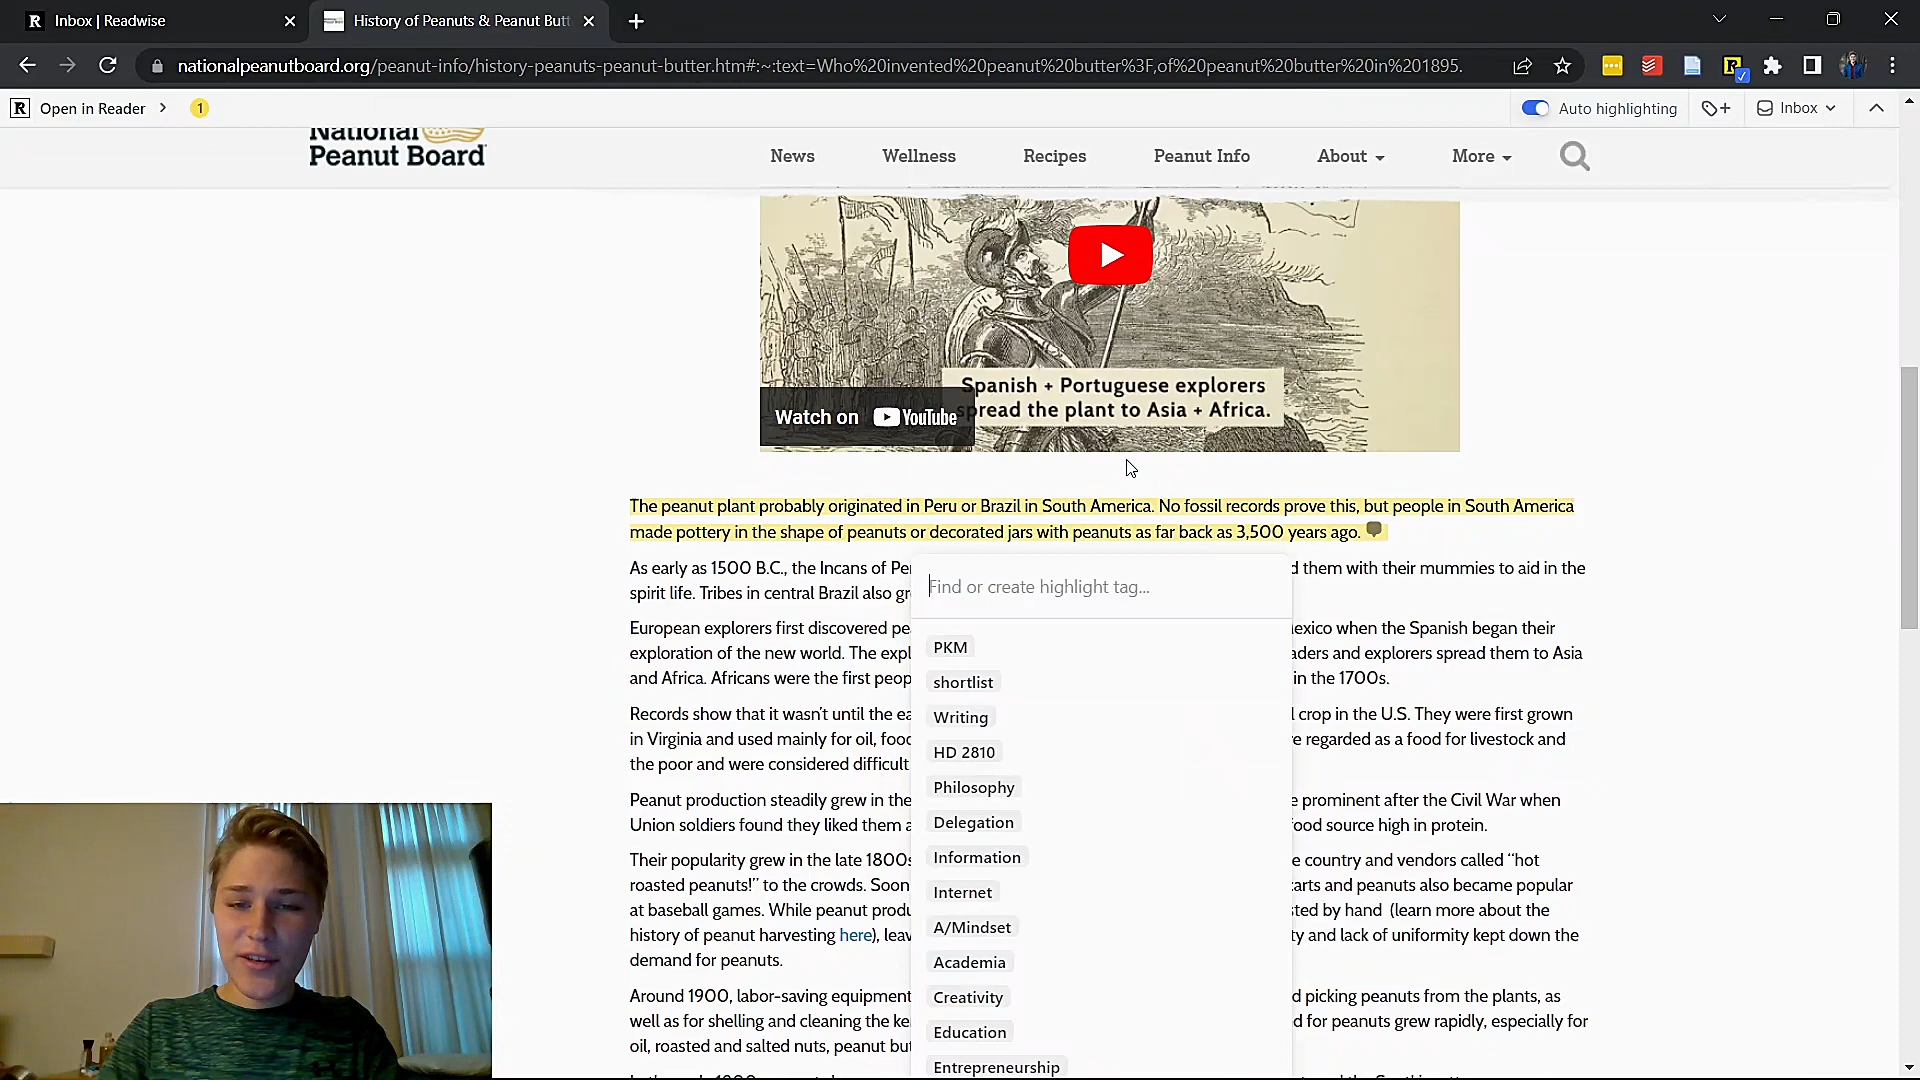 Inbox | Readwise
History of Peanuts & Peanut Butt
nationalpeanutboard.org/peanut-info/history-peanuts-peanut-butter.htm#:~:text=Who%20invented%20peanut%20butter%3F,of%20peanut%20butter%20in%201895.
Open in Reader
1
Auto highlighting
Inbox
National
Peanut Board
News
Wellness
Recipes
Peanut Info
About
More
Spanish + Portuguese explorers
spread the plant to Asia + Africa.
Watch on YouTube
The peanut plant probably originated in Peru or Brazil in South America. No fossil records prove this, but people in South America
made pottery in the shape of peanuts or decorated jars with peanuts as far back as 3,500 years ago.
As early as 1500 B.C., the Incans of Pe d them with their mummies to aid in the
spirit life. Tribes in central Brazil also gr
European explorers first discovered pe exico when the Spanish began their
exploration of the new world. The expl aders and explorers spread them to Asia
and Africa. Africans were the first peop in the 1700s.
Records show that it wasn't until the ea l crop in the U.S. They were first grown
in Virginia and used mainly for oil, food e regarded as a food for livestock and
the poor and were considered difficult
Peanut production steadily grew in the e prominent after the Civil War when
Union soldiers found they liked them a ood source high in protein.
Their popularity grew in the late 1800s e country and vendors called "hot
roasted peanuts!" to the crowds. Soon carts and peanuts also became popular
at baseball games. While peanut produ sted by hand (learn more about the
history of peanut harvesting here), leav ty and lack of uniformity kept down the
demand for peanuts.
Around 1900, labor-saving equipment d picking peanuts from the plants, as
well as for shelling and cleaning the ke d for peanuts grew rapidly, especially for
oil, roasted and salted nuts, peanut but
Find or create highlight tag...
PKM
shortlist
Writing
HD 2810
Philosophy
Delegation
Information
Internet
A/Mindset
Academia
Creativity
Education
Entrepreneurship